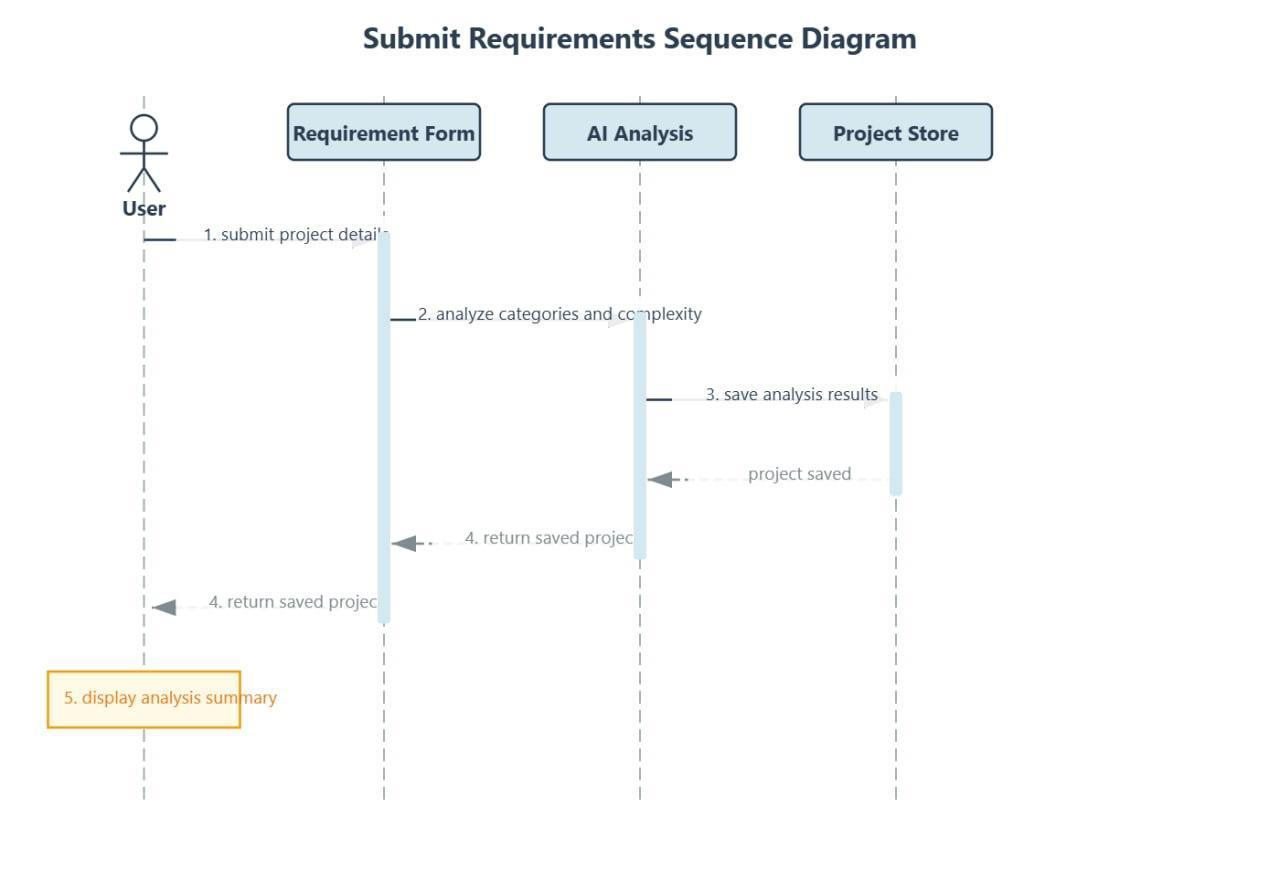 Submit Requirements Sequence Diagram
Requirement Form
AI Analysis
Project Store
User
1. submit project details
2. analyze categories and complexity
3. save analysis results
project saved
4. return saved projec
4. return saved projec
5. display analysis summary